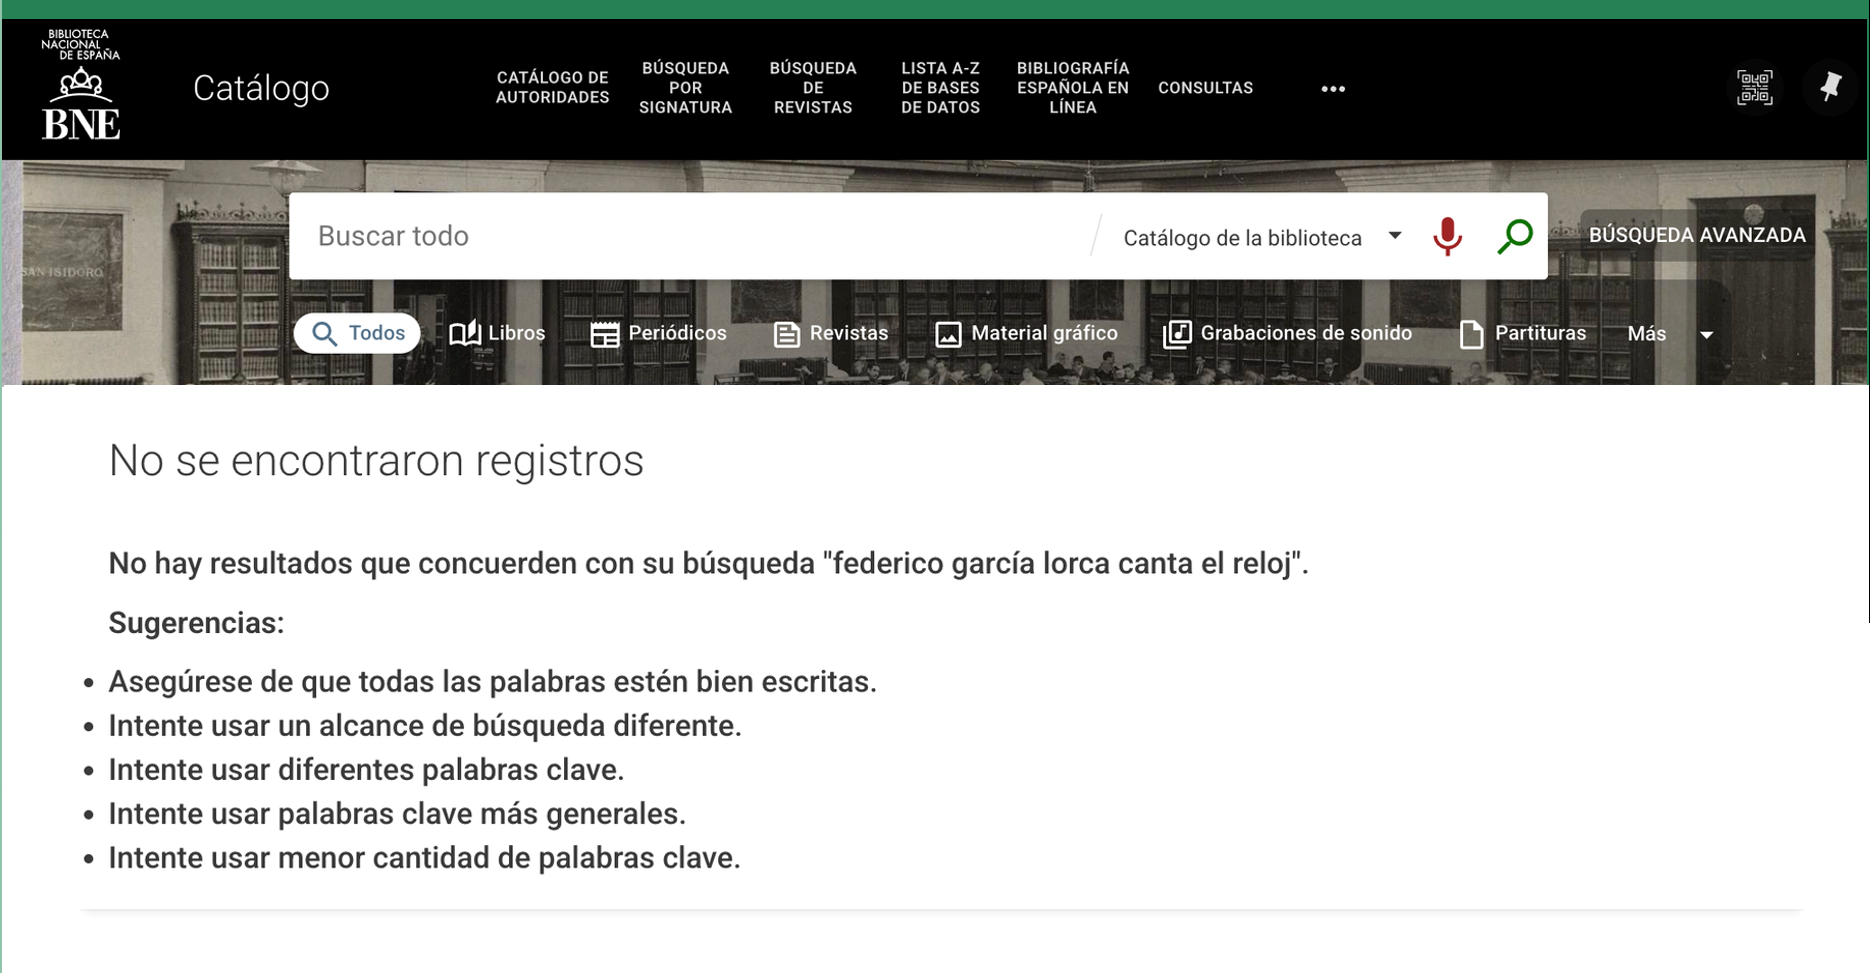 BIBLIOTECA
NACIONAL
DE ESPAÑA
BNE
Catálogo
CATÁLOGO DE
AUTORIDADES
BÚSQUEDA
POR
SIGNATURA
BÚSQUEDA
DE
REVISTAS
LISTA A-Z
DE BASES
DE DATOS
BIBLIOGRAFÍA
ESPAÑOLA EN
LÍNEA
CONSULTAS
Buscar todo
Catálogo de la biblioteca
BÚSQUEDA AVANZADA
SAN ISIDORO
Todos
Libros
Periódicos
Revistas
Material gráfico
Grabaciones de sonido
Partituras
Más
No se encontraron registros
No hay resultados que concuerden con su búsqueda "federico garcía lorca canta el reloj".
Sugerencias:
• Asegúrese de que todas las palabras estén bien escritas.
• Intente usar un alcance de búsqueda diferente.
• Intente usar diferentes palabras clave.
• Intente usar palabras clave más generales.
• Intente usar menor cantidad de palabras clave.